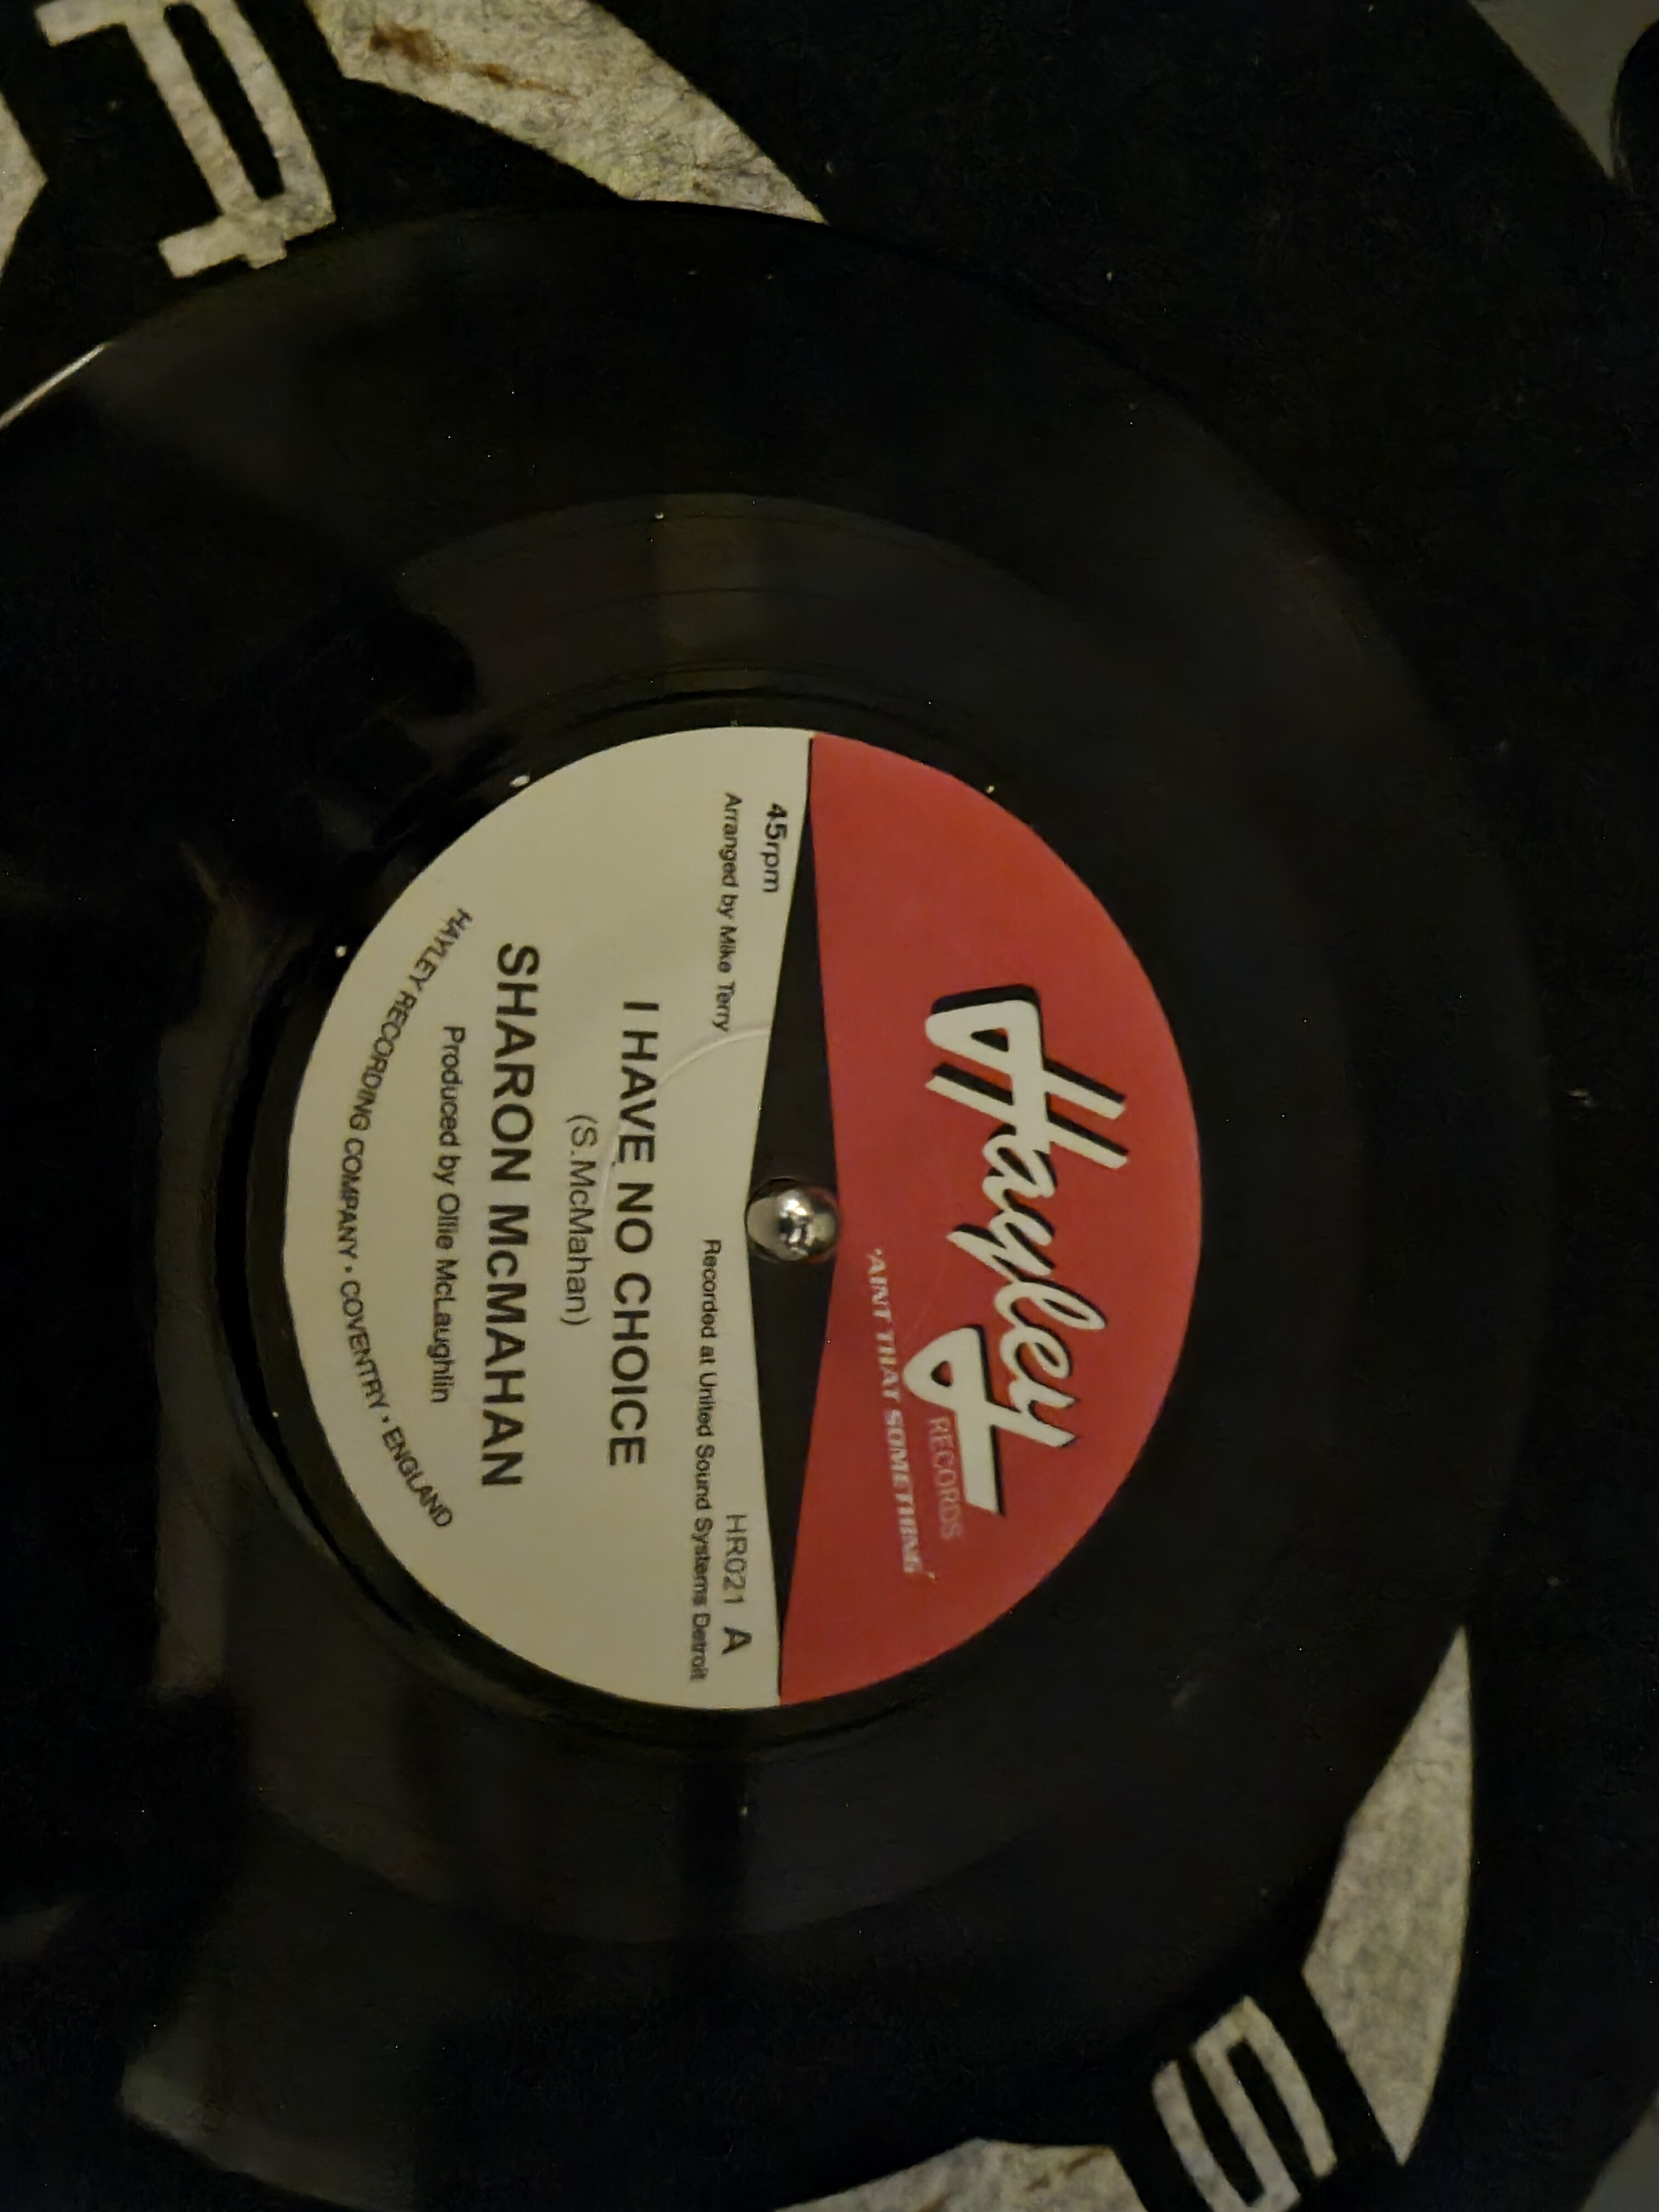 Hayley
RECORDS
'AINT THAT SOMETHING'
45rpm
HR021 A
Arranged by Mike Terry
Recorded at United Sound Systems Detroit
I HAVE NO CHOICE
(S.McMahan)
SHARON McMAHAN
Produced by Ollie McLaughlin
HAYLEY RECORDING COMPANY • COVENTRY • ENGLAND